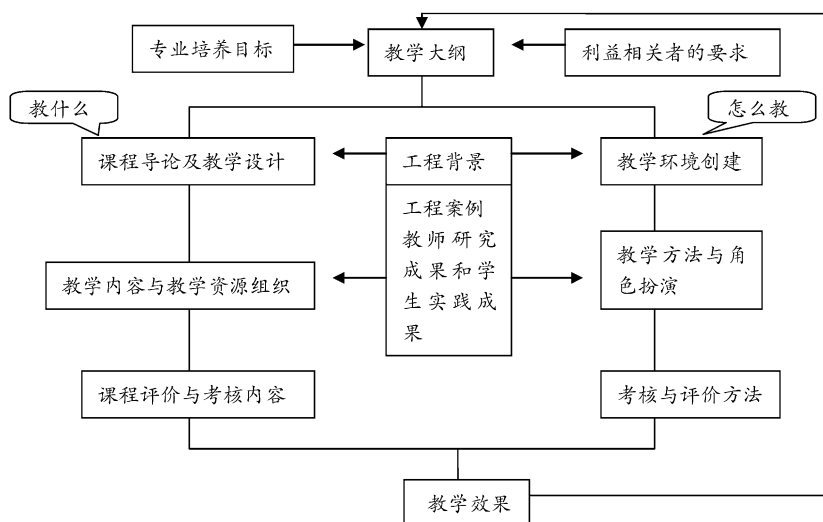 专业培养目标
教学大纲
利益相关者的要求
教什么
怎么教
课程导论及教学设计
工程背景
教学环境创建
工程案例
教师研究
成果和学
生实践成
果
教学内容与教学资源组织
教学方法与角
色扮演
课程评价与考核内容
考核与评价方法
教学效果